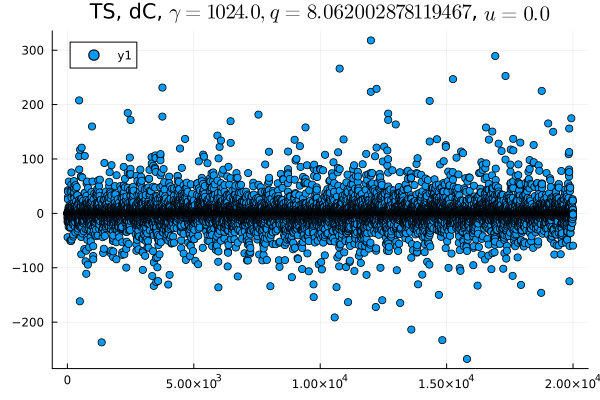 TS, dC, γ = 1024.0, q = 8.062002878119467, u = 0.0
y1
300
200
100
0
−100
−200
0 5.00×10³ 1.00×10⁴ 1.50×10⁴ 2.00×10⁴